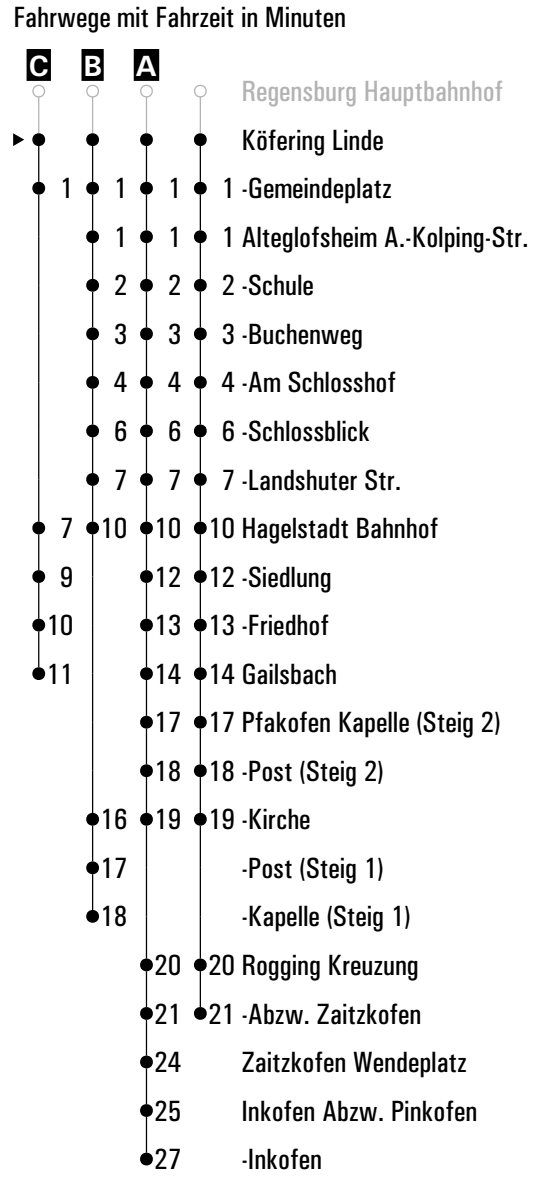 Fahrwege mit Fahrzeit in Minuten
C B A
Regensburg Hauptbahnhof
Köfering Linde
1 1 1 1 -Gemeindeplatz
1 1 1 Alteglofsheim A.-Kolping-Str.
2 2 2 -Schule
3 3 3 -Buchenweg
4 4 4 -Am Schlosshof
6 6 6 -Schlossblick
7 7 7 -Landshuter Str.
7 10 10 10 Hagelstadt Bahnhof
9 12 12 -Siedlung
10 13 13 -Friedhof
11 14 14 Gailsbach
17 17 Pfakofen Kapelle (Steig 2)
18 18 -Post (Steig 2)
16 19 19 -Kirche
17 -Post (Steig 1)
18 -Kapelle (Steig 1)
20 20 Rogging Kreuzung
21 21 -Abzw. Zaitzkofen
24 Zaitzkofen Wendeplatz
25 Inkofen Abzw. Pinkofen
27 -Inkofen